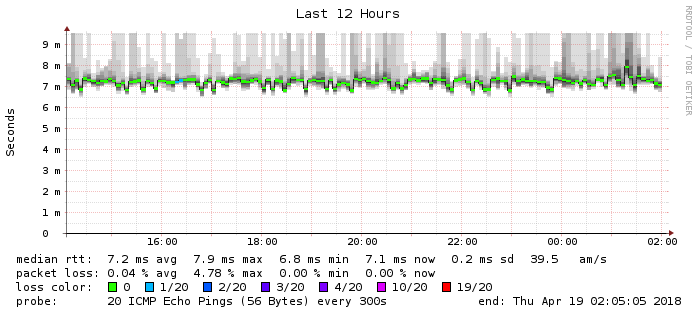 Last 12 Hours
RRDTOOL / TOBI OETIKER
Seconds
9 m
8 m
7 m
6 m
5 m
4 m
3 m
2 m
1 m
0
16:00 18:00 20:00 22:00 00:00 02:00
median rtt: 7.2 ms avg 7.9 ms max 6.8 ms min 7.1 ms now 0.2 ms sd 39.5 am/s
packet loss: 0.04 % avg 4.78 % max 0.00 % min 0.00 % now
loss color: 0 1/20 2/20 3/20 4/20 10/20 19/20
probe: 20 ICMP Echo Pings (56 Bytes) every 300s end: Thu Apr 19 02:05:05 2018